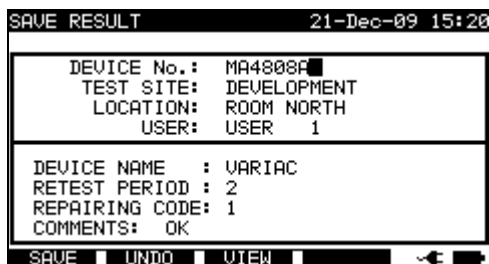 SAVE RESULT 21-Dec-09 15:20
DEVICE No.: MA4808A
TEST SITE: DEVELOPMENT
LOCATION: ROOM NORTH
USER: USER 1
DEVICE NAME : VARIAC
RETEST PERIOD : 2
REPAIRING CODE: 1
COMMENTS: OK
SAVE UNDO VIEW